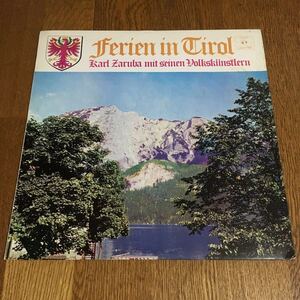 Ferien in Tirol
Karl Zaruba mit seinen Volkskünstlern